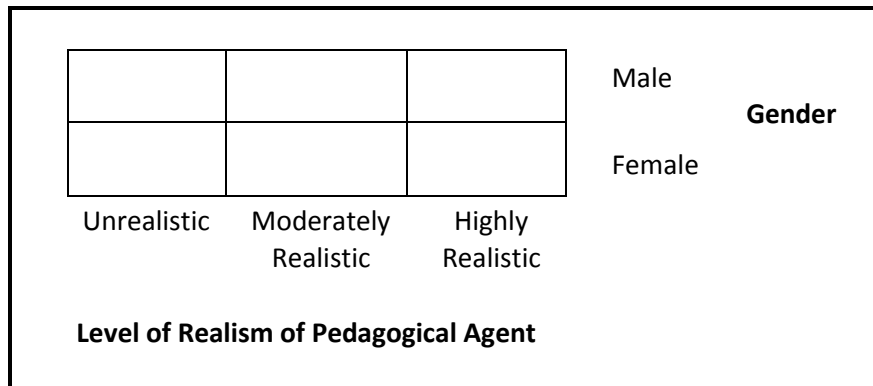 Male
Gender
Female
Unrealistic Moderately Realistic Highly Realistic
Level of Realism of Pedagogical Agent